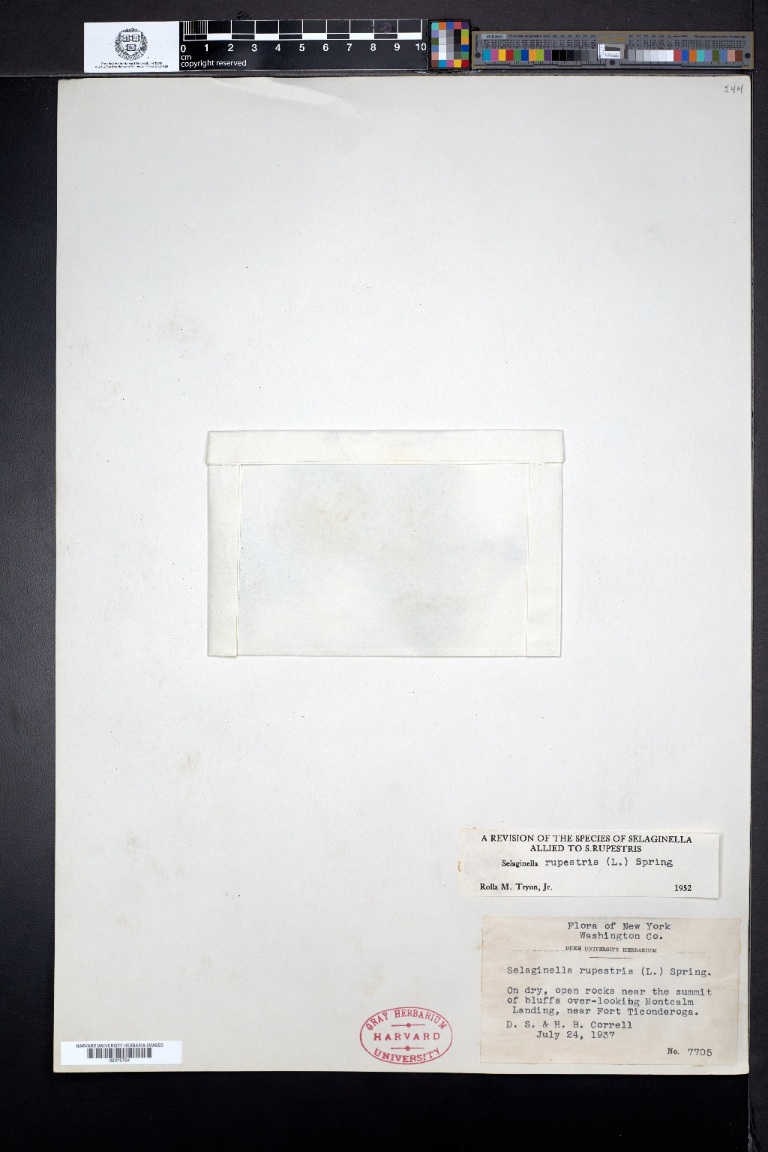 0 1 2 3 4 5 6 7 8 9 10
cm
copyright reserved
A REVISION OF THE SPECIES OF SELAGINELLA
ALLIED TO S. RUPESTRIS
Selaginella rupestris (L.) Spring
Rolla M. Tryon, Jr. 1952
Flora of New York
Washington Co.
DUKE UNIVERSITY HERBARIUM
Selaginella rupestris (L.) Spring.
On dry, open rocks near the summit
of bluffs over-looking Montcalm
Landing, near Fort Ticonderoga.
D. S. & H. B. Correll
July 24, 1937
No. 7705
GRAY HERBARIUM
HARVARD
UNIVERSITY
HARVARD UNIVERSITY HERBARIA IMAGED